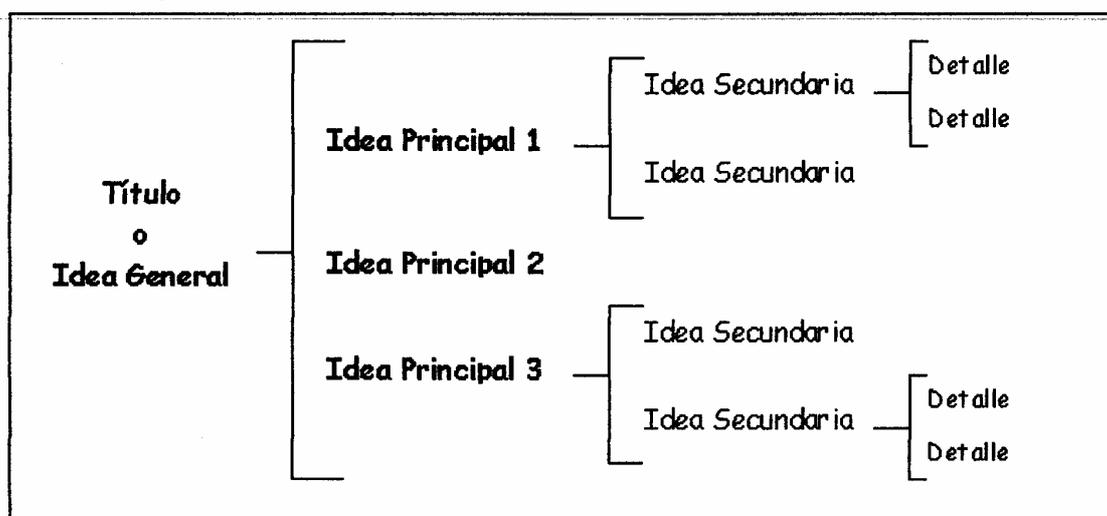 Título
o
Idea General
Idea Principal 1
Idea Secundaria
Detalle
Detalle
Idea Secundaria
Idea Principal 2
Idea Principal 3
Idea Secundaria
Idea Secundaria
Detalle
Detalle